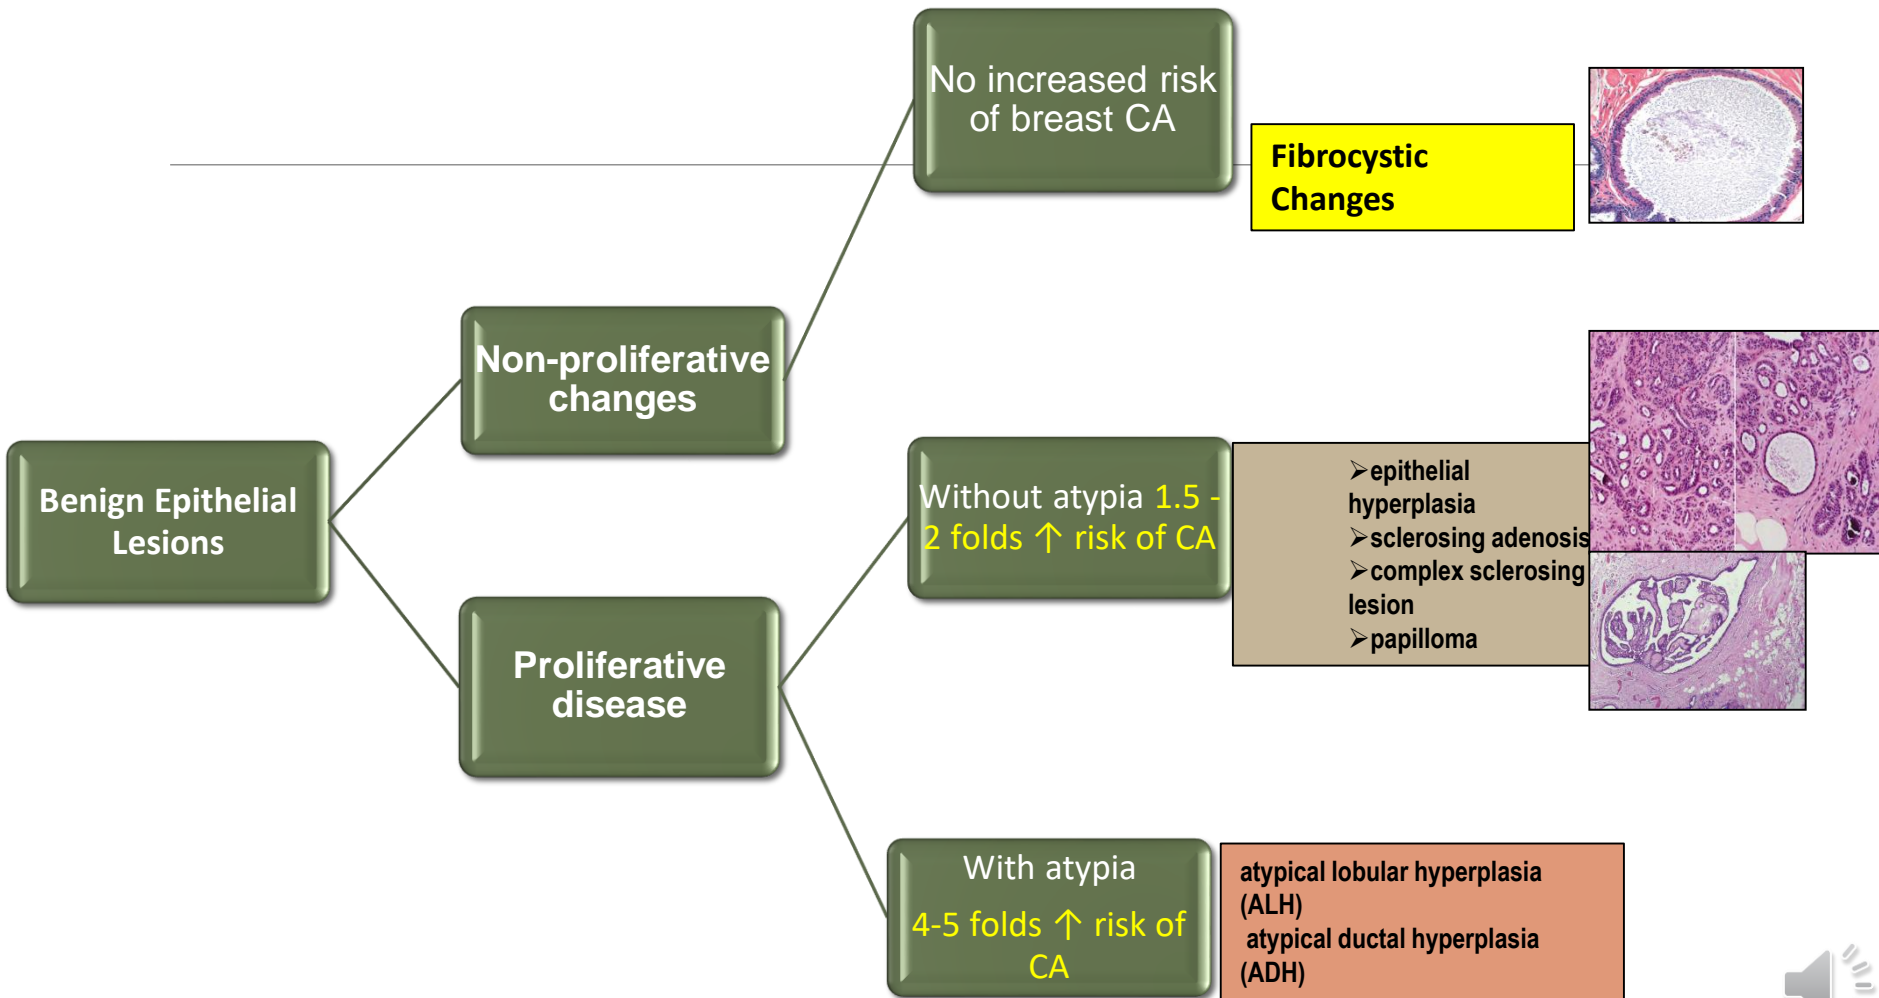 No increased risk
of breast CA
Fibrocystic
Changes
Non-proliferative
changes
Benign Epithelial
Lesions
Without atypia 1.5 -
2 folds ↑ risk of CA
➢epithelial
hyperplasia
➢sclerosing adenosis
➢complex sclerosing
lesion
➢papilloma
Proliferative
disease
With atypia
4-5 folds ↑ risk of
CA
atypical lobular hyperplasia
(ALH)
atypical ductal hyperplasia
(ADH)